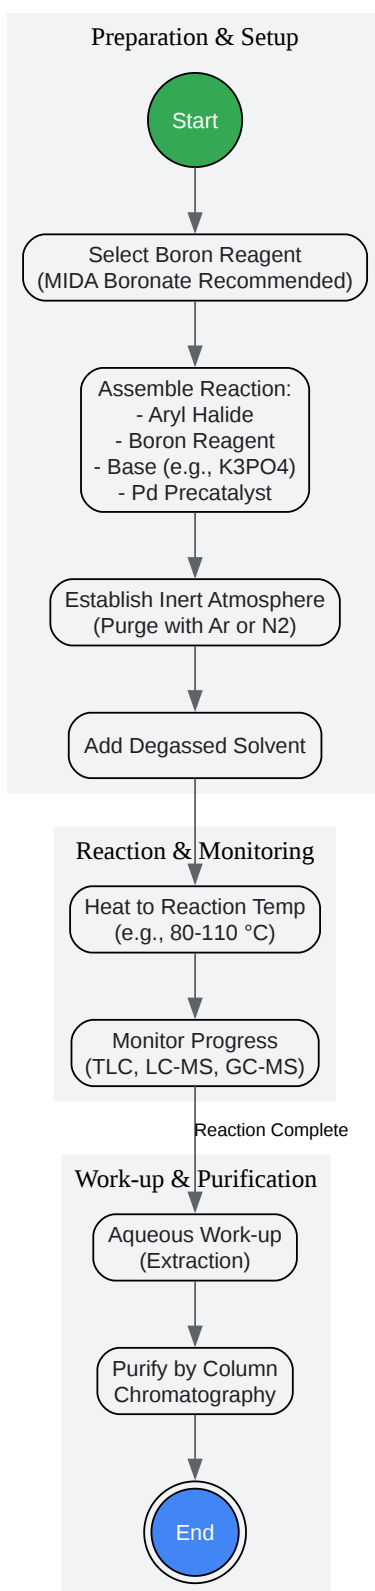 Preparation & Setup
Start
Select Boron Reagent
(MIDA Boronate Recommended)
Assemble Reaction:
- Aryl Halide
- Boron Reagent
- Base (e.g., K3PO4)
- Pd Precatalyst
Establish Inert Atmosphere
(Purge with Ar or N2)
Add Degassed Solvent
Reaction & Monitoring
Heat to Reaction Temp
(e.g., 80-110 °C)
Monitor Progress
(TLC, LC-MS, GC-MS)
Reaction Complete
Work-up & Purification
Aqueous Work-up
(Extraction)
Purify by Column
Chromatography
End